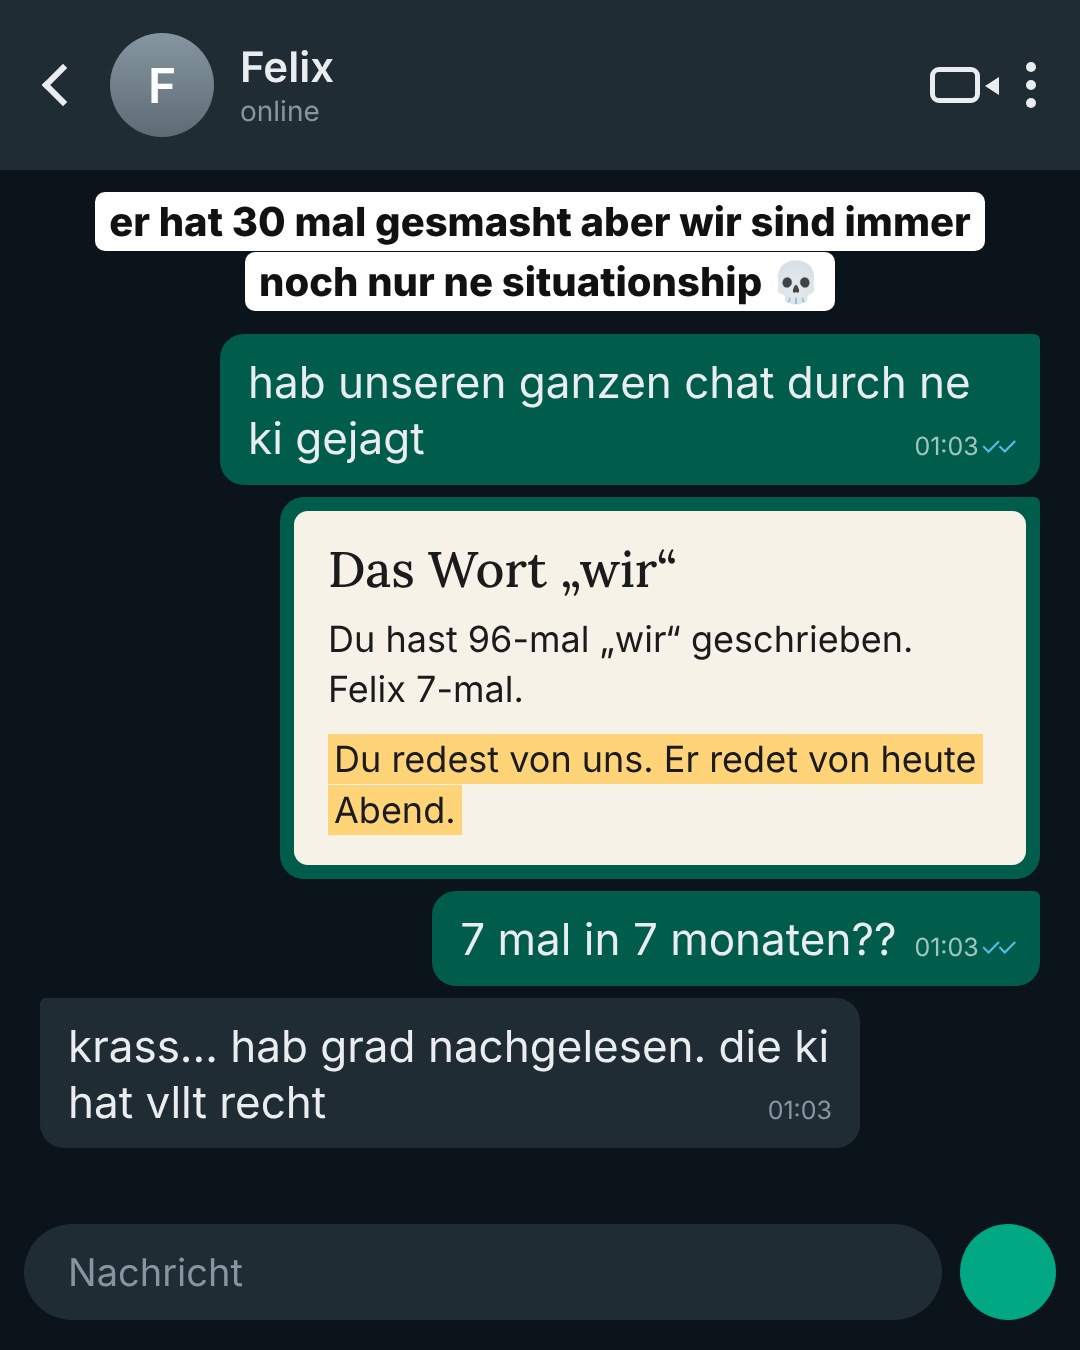 F
Felix
online
er hat 30 mal gesmasht aber wir sind immer
noch nur ne situationship 💀
hab unseren ganzen chat durch ne
ki gejagt
01:03
Das Wort „wir“
Du hast 96-mal „wir“ geschrieben.
Felix 7-mal.
Du redest von uns. Er redet von heute
Abend.
7 mal in 7 monaten?? 01:03
krass... hab grad nachgelesen. die ki
hat vllt recht
01:03
Nachricht